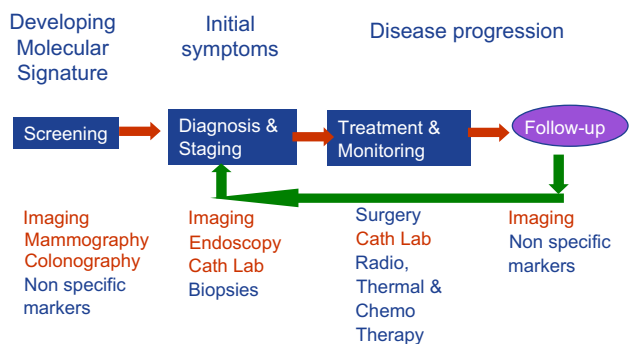 Developing
Molecular
Signature
Initial
symptoms
Disease progression
Screening
Diagnosis &
Staging
Treatment &
Monitoring
Follow-up
Imaging
Mammography
Colonography
Non specific
markers
Imaging
Endoscopy
Cath Lab
Biopsies
Surgery
Cath Lab
Radio,
Thermal &
Chemo
Therapy
Imaging
Non specific
markers